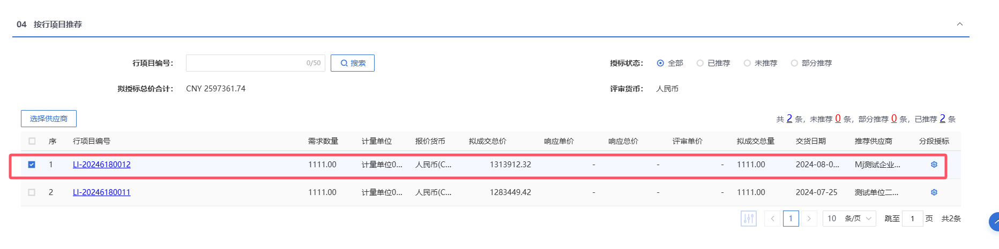 04 按行项目推荐
行项目编号： 0/50 搜索 授标状态： 全部 已推荐 未推荐 部分推荐
拟授标总价合计： CNY 2597361.74 评审货币： 人民币
选择供应商 共 2 条，未推荐 0 条，部分推荐 0 条，已推荐 2 条
序 行项目编号 需求数量 计量单位 报价货币 拟成交总价 响应单价 响应总价 评审单价 拟成交总量 交货日期 推荐供应商 分段授标
1 LI-20246180012 1111.00 计量单位0... 人民币(C... 1313912.32 - - - 1111.00 2024-08-0... Mj测试企业...
2 LI-20246180011 1111.00 计量单位0... 人民币(C... 1283449.42 - - - 1111.00 2024-07-25 测试单位二...
1 10 条/页 跳至 1 页 共2条